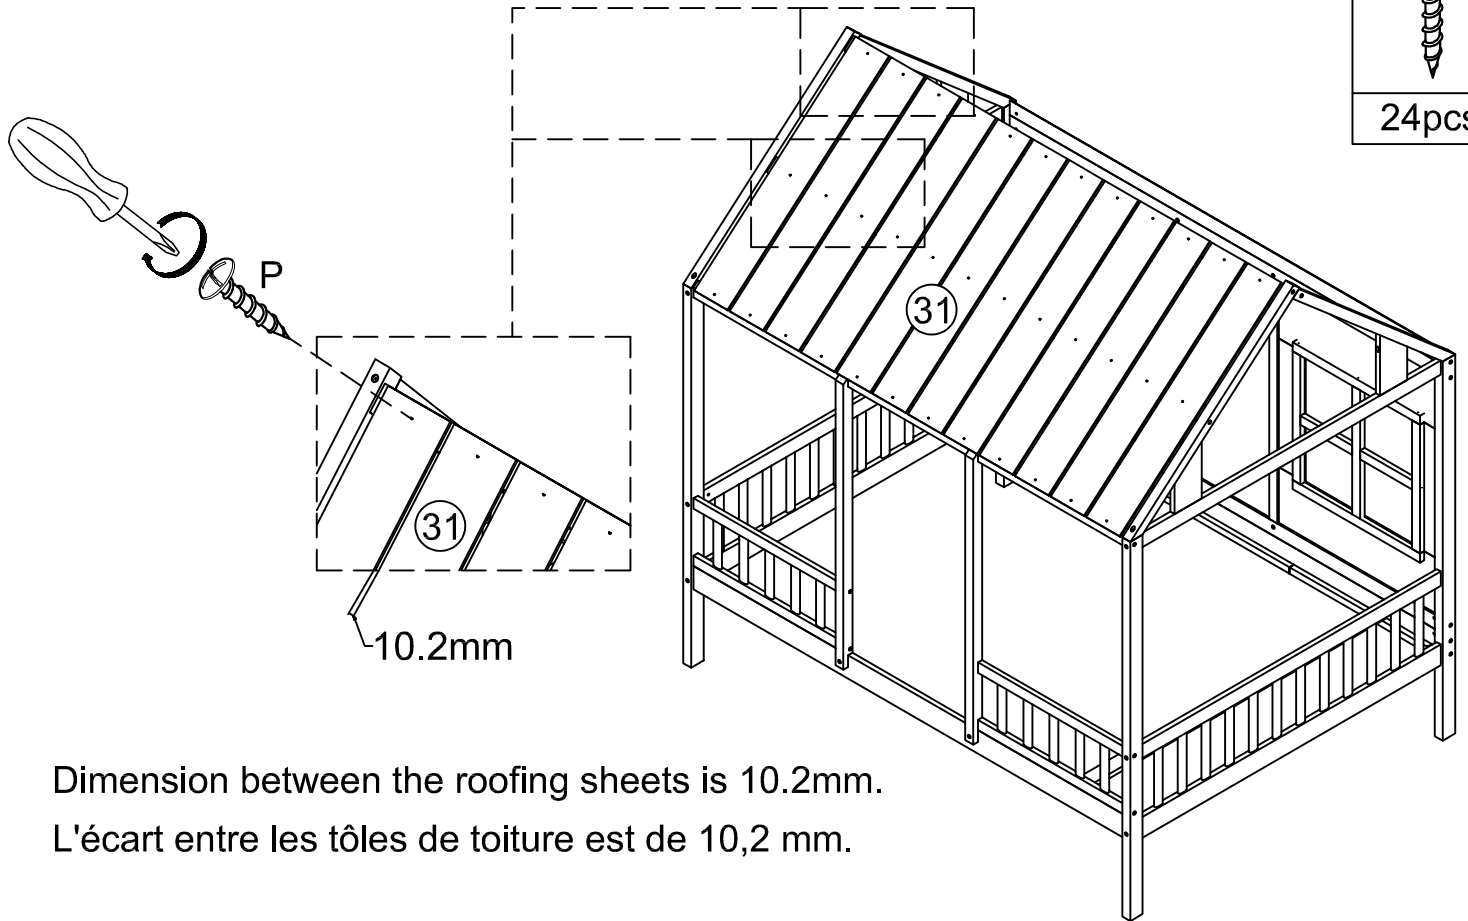 24pcs
P
31
31
10.2mm
Dimension between the roofing sheets is 10.2mm.
L'écart entre les tôles de toiture est de 10,2 mm.